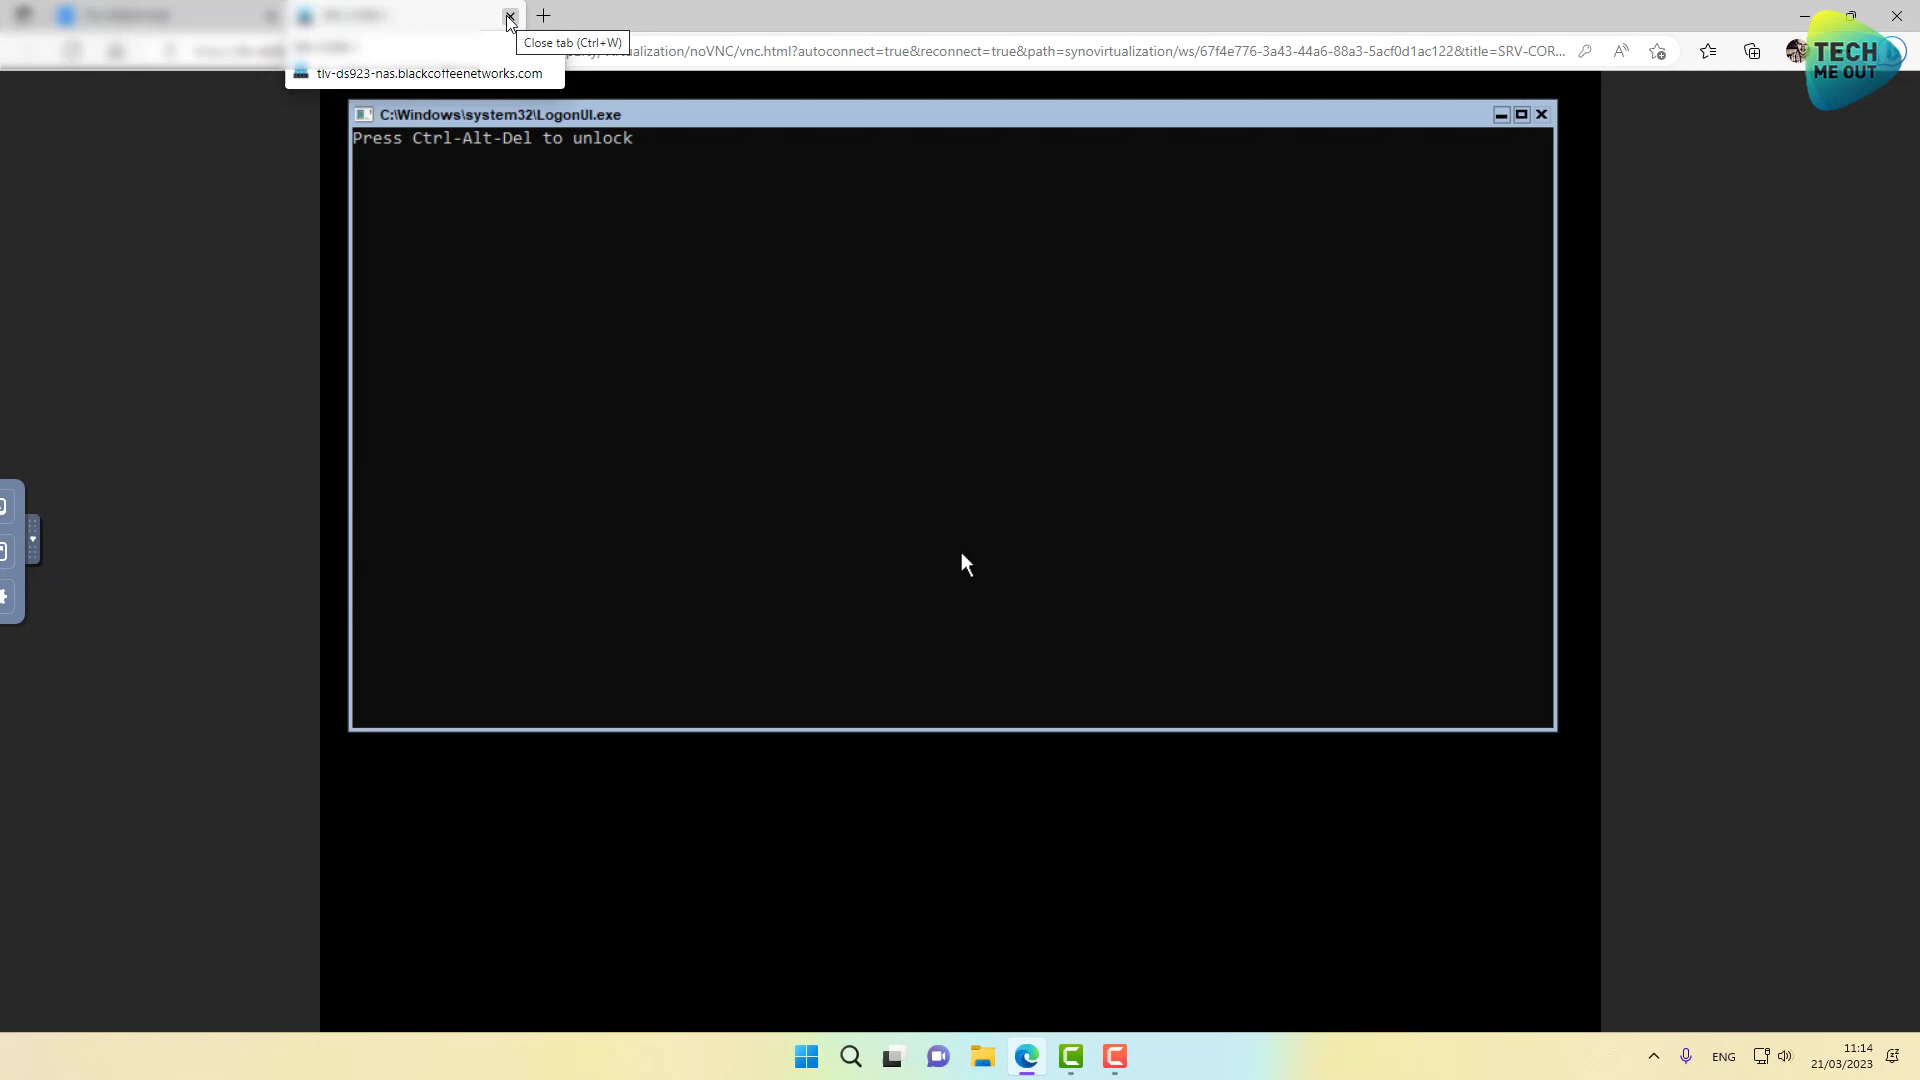 Close tab (Ctrl+W)
ualization/noVNC/vnc.html?autoconnect=true&reconnect=true&path=synovirtualization/ws/67f4e776-3a43-44a6-88a3-5acf0d1ac122&title=SRV-COR...
TECH
ME OUT
tlv-ds923-nas.blackcoffeenetworks.com
C:\Windows\system32\LogonUI.exe
Press Ctrl-Alt-Del to unlock
ENG
11:14
21/03/2023